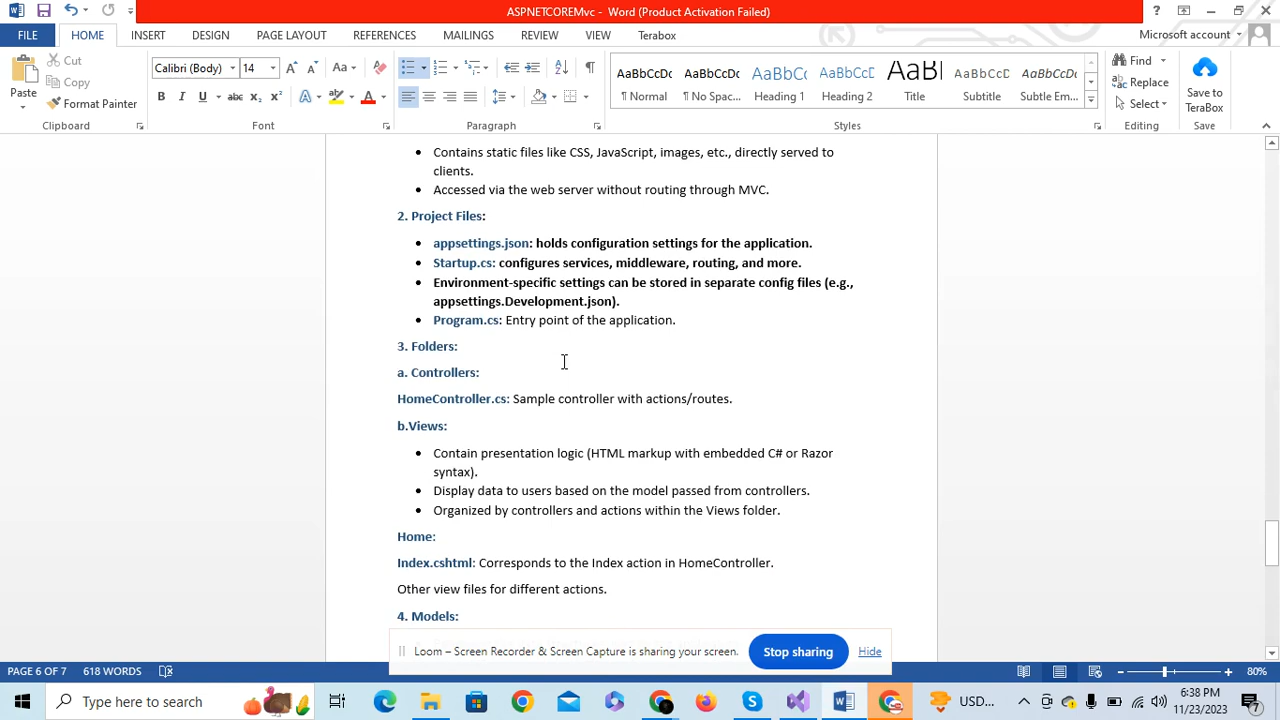 ASPNETCOREMvc - Word (Product Activation Failed)
FILE HOME INSERT DESIGN PAGE LAYOUT REFERENCES MAILINGS REVIEW VIEW Terabox Microsoft account
Paste
Cut
Copy
Format Painter
Clipboard
Calibri (Body) 14
Font
Paragraph
AaBbCcDc AaBbCcDc AaBbCc AaBbCcC AaBl AaBbCcD AaBbCcDc
¶ Normal ¶ No Spac... Heading 1 Heading 2 Title Subtitle Subtle Em...
Styles
Find
Replace
Select
Editing
Save to
TeraBox
Save
• Contains static files like CSS, JavaScript, images, etc., directly served to
clients.
• Accessed via the web server without routing through MVC.
2. Project Files:
• appsettings.json: holds configuration settings for the application.
• Startup.cs: configures services, middleware, routing, and more.
• Environment-specific settings can be stored in separate config files (e.g.,
appsettings.Development.json).
• Program.cs: Entry point of the application.
3. Folders:
a. Controllers:
HomeController.cs: Sample controller with actions/routes.
b.Views:
• Contain presentation logic (HTML markup with embedded C# or Razor
syntax).
• Display data to users based on the model passed from controllers.
• Organized by controllers and actions within the Views folder.
Home:
Index.cshtml: Corresponds to the Index action in HomeController.
Other view files for different actions.
4. Models:
Loom – Screen Recorder & Screen Capture is sharing your screen. Stop sharing Hide
PAGE 6 OF 7 618 WORDS 80%
Type here to search
USD...
6:38 PM
11/23/2023
7